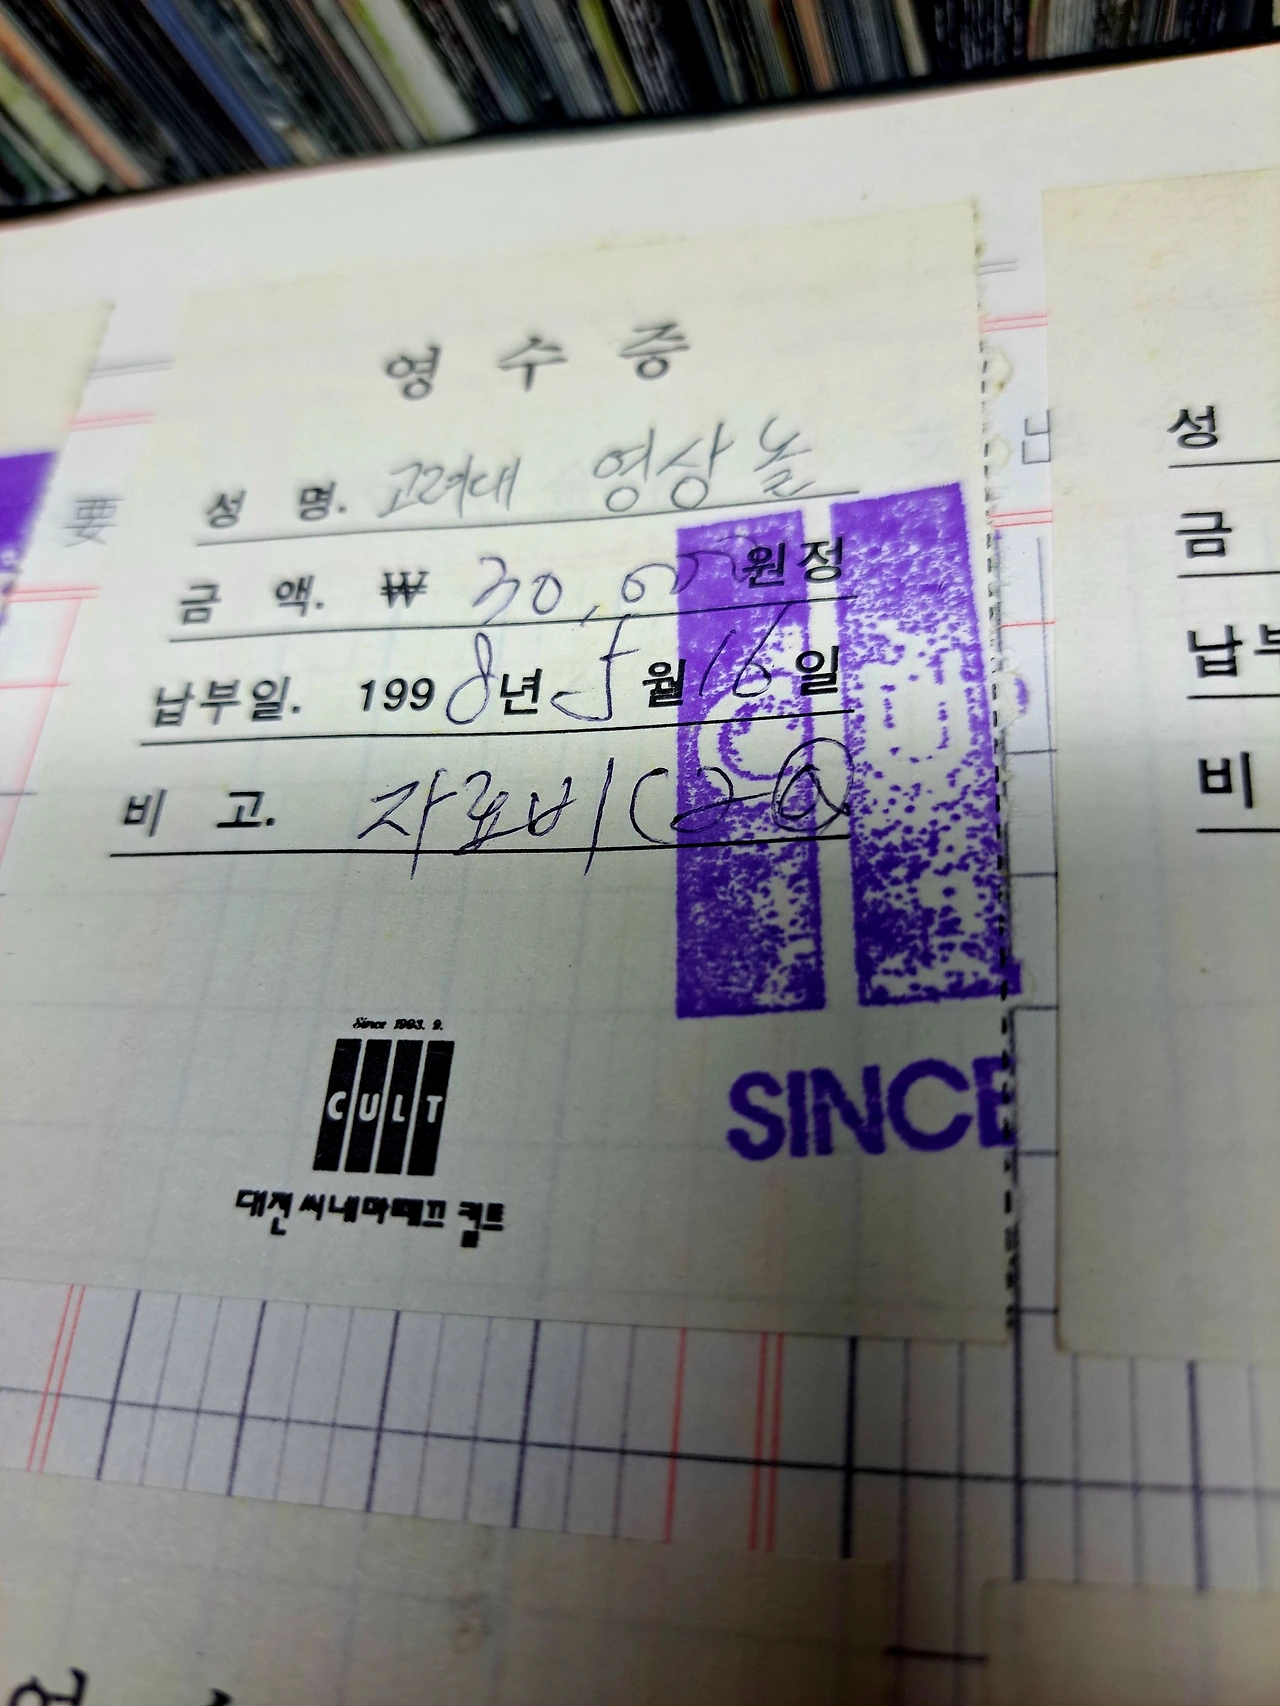 영 수 증
성 명. 고려대 영상놀
금 액. ₩ 30,000 원정
납부일. 1998년 5월 16일
비 고. 자료비
Since 1993. 9.
CULT
대전 씨네마떼끄 컬트
CU
SINCE
要
성
금
납부
비